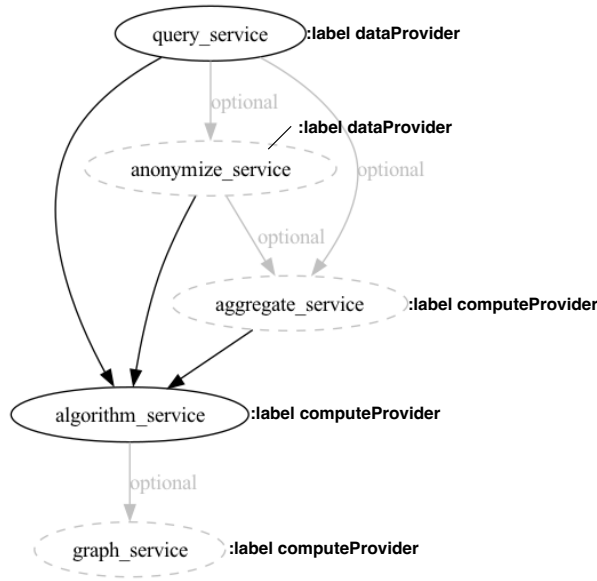 query_service :label dataProvider
optional
:label dataProvider
anonymize_service optional
optional
aggregate_service :label computeProvider
algorithm_service :label computeProvider
optional
graph_service :label computeProvider